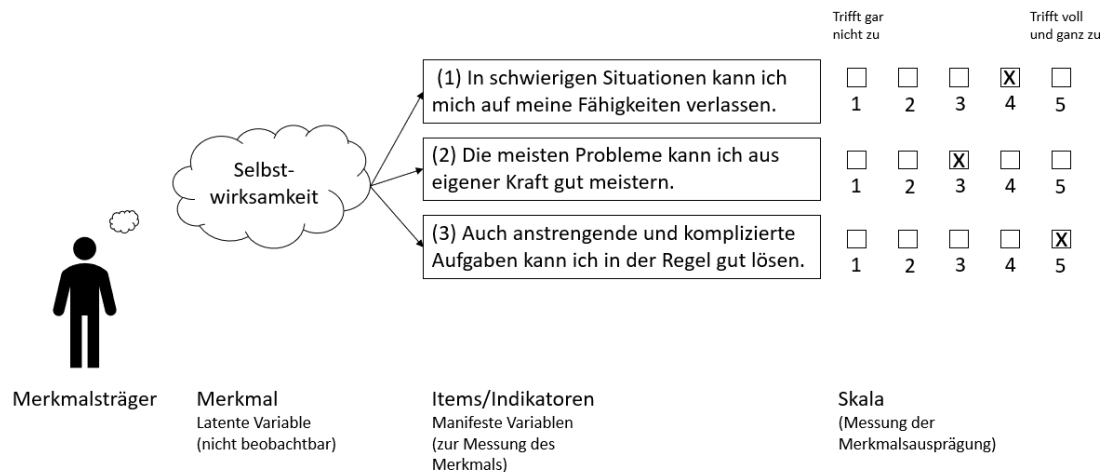 Trifft gar
nicht zu
Trifft voll
und ganz zu
Selbst-
wirksamkeit
(1) In schwierigen Situationen kann ich
mich auf meine Fähigkeiten verlassen.
X
1 2 3 4 5
(2) Die meisten Probleme kann ich aus
eigener Kraft gut meistern.
X
1 2 3 4 5
(3) Auch anstrengende und komplizierte
Aufgaben kann ich in der Regel gut lösen.
X
1 2 3 4 5
Merkmalsträger
Merkmal
Latente Variable
(nicht beobachtbar)
Items/Indikatoren
Manifeste Variablen
(zur Messung des
Merkmals)
Skala
(Messung der
Merkmalsausprägung)